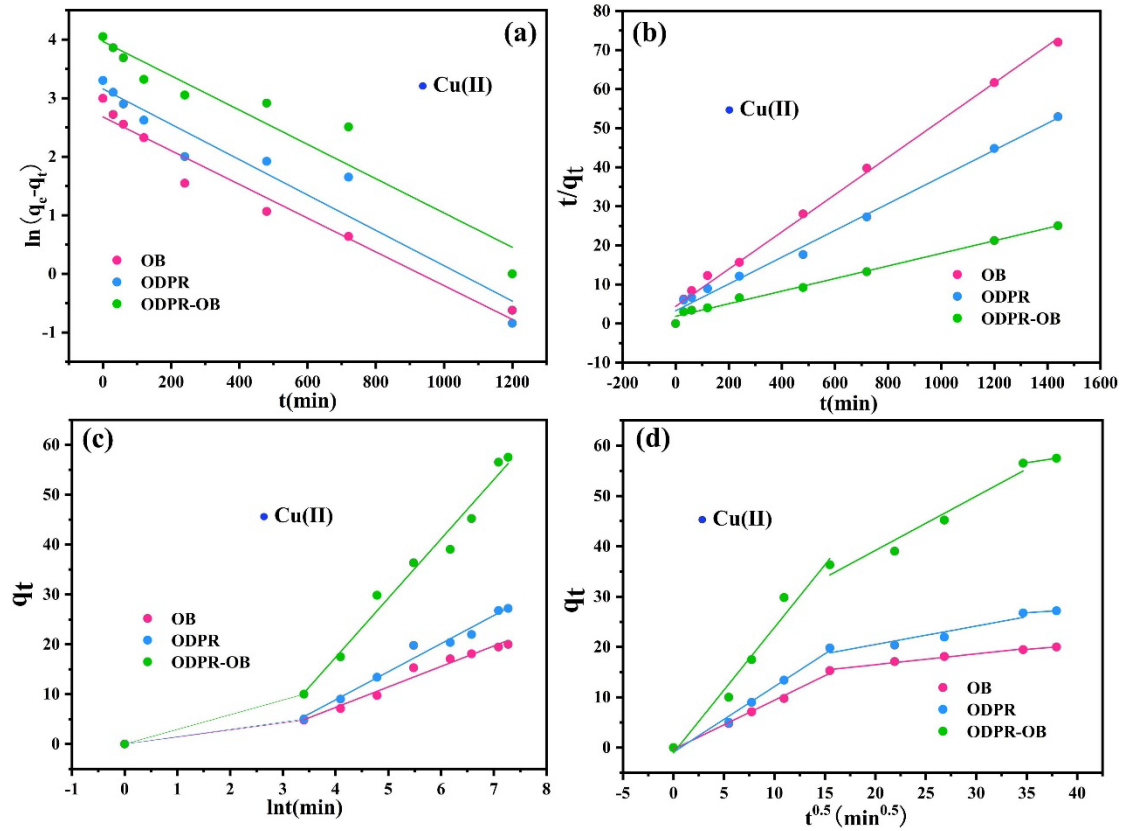 (a)
Cu(II)
ln (qe-qt)
4
3
2
1
0
-1
OB
ODPR
ODPR-OB
0 200 400 600 800 1000 1200
t(min)
(b)
Cu(II)
t/qt
80
70
60
50
40
30
20
10
0
-10
OB
ODPR
ODPR-OB
-200 0 200 400 600 800 1000 1200 1400 1600
t(min)
(c)
Cu(II)
qt
60
50
40
30
20
10
0
OB
ODPR
ODPR-OB
-1 0 1 2 3 4 5 6 7 8
lnt(min)
(d)
Cu(II)
qt
60
50
40
30
20
10
0
OB
ODPR
ODPR-OB
-5 0 5 10 15 20 25 30 35 40
t^0.5 (min^0.5)